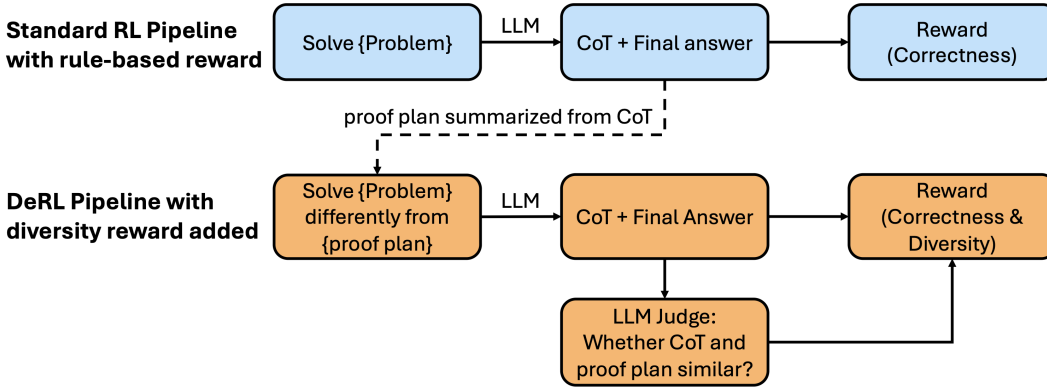 Standard RL Pipeline
with rule-based reward
Solve {Problem}
LLM
CoT + Final answer
Reward
(Correctness)
proof plan summarized from CoT
DeRL Pipeline with
diversity reward added
Solve {Problem}
differently from
{proof plan}
LLM
CoT + Final Answer
Reward
(Correctness &
Diversity)
LLM Judge:
Whether CoT and
proof plan similar?